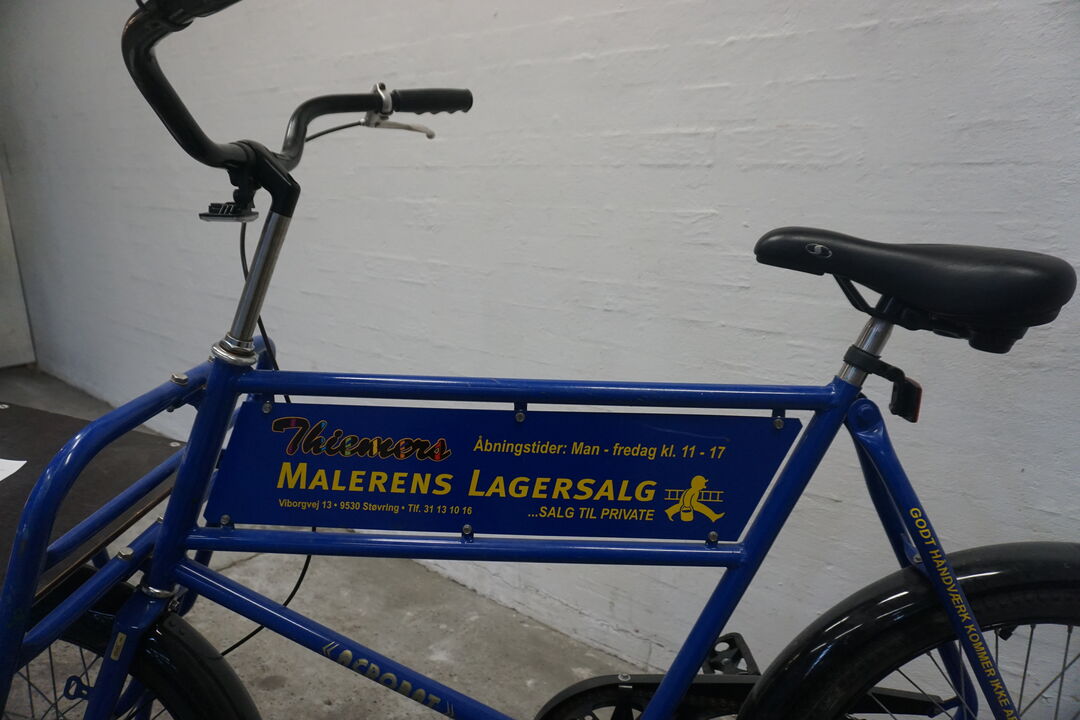 Thiemers
Åbningstider: Man - fredag kl. 11 - 17
MALERENS LAGERSALG
Viborgvej 13 • 9530 Støvring • Tlf. 31 13 10 16
...SALG TIL PRIVATE
GODT HÅNDVÆRK KOMMER IKKE
ACROBAT